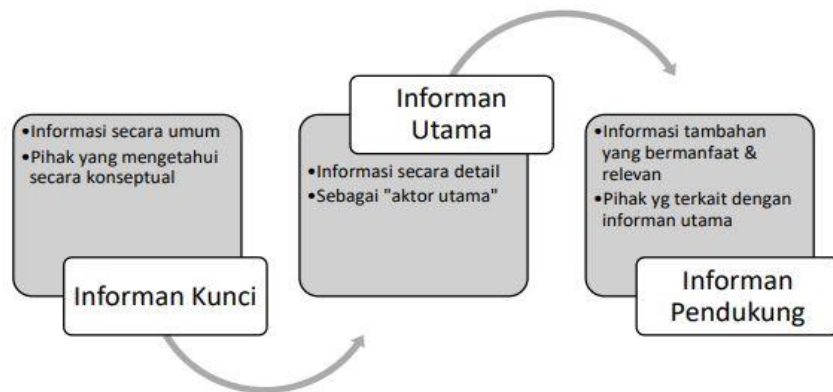 •Informasi secara umum
•Pihak yang mengetahui
secara konseptual
Informan Kunci
Informan
Utama
•Informasi secara detail
•Sebagai "aktor utama"
•Informasi tambahan
yang bermanfaat &
relevan
•Pihak yg terkait dengan
informan utama
Informan
Pendukung